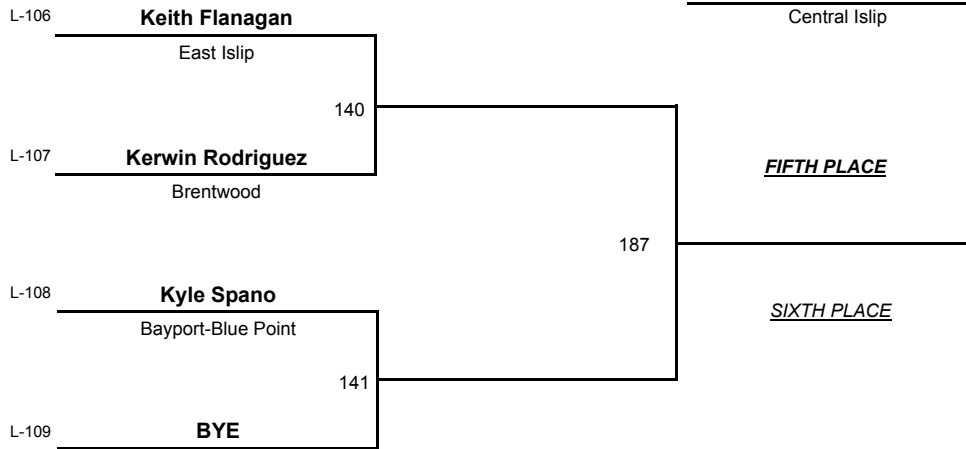 L-106 Keith Flanagan
Central Islip
East Islip
140
L-107 Kerwin Rodriguez
FIFTH PLACE
Brentwood
187
L-108 Kyle Spano
SIXTH PLACE
Bayport-Blue Point
141
L-109 BYE